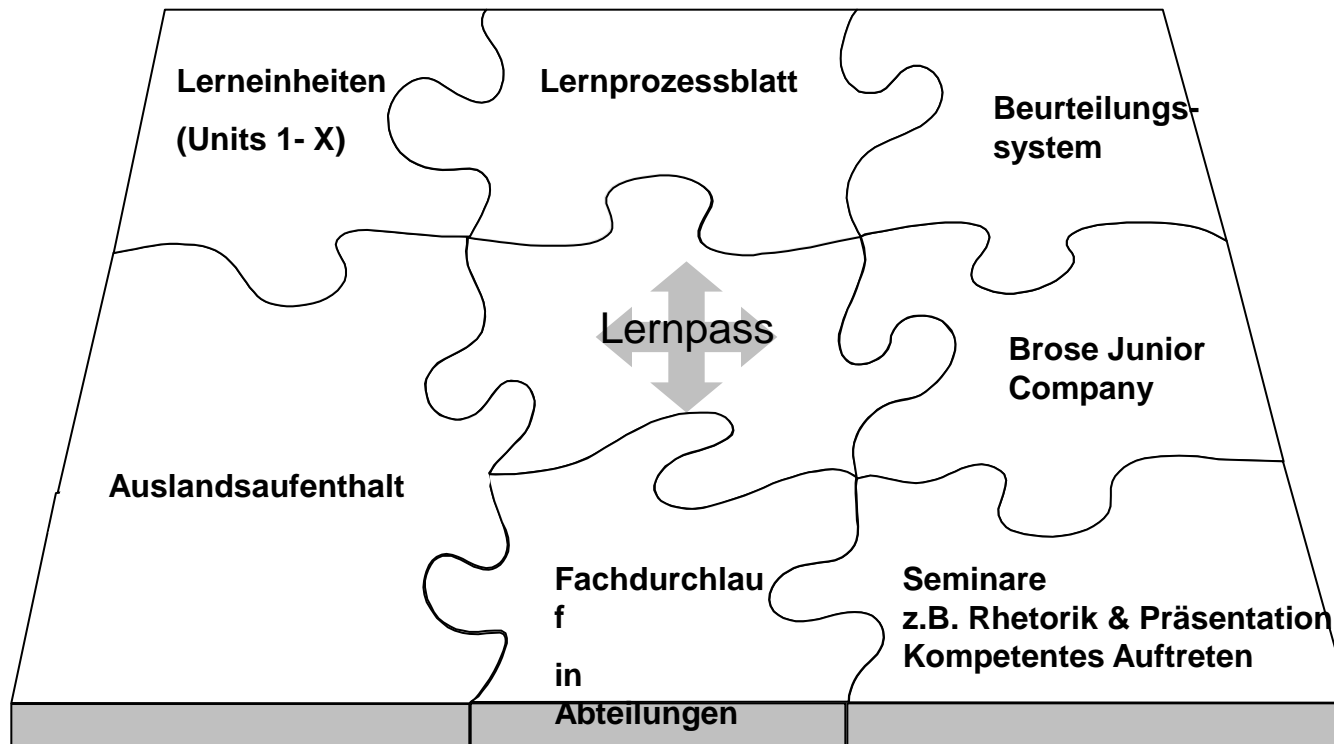 Lerneinheiten
(Units 1- X)
Lernprozessblatt
Beurteilungs-
system
Lernpass
Brose Junior
Company
Auslandsaufenthalt
Fachdurchlau
f
in
Abteilungen
Seminare
z.B. Rhetorik & Präsentation
Kompetentes Auftreten